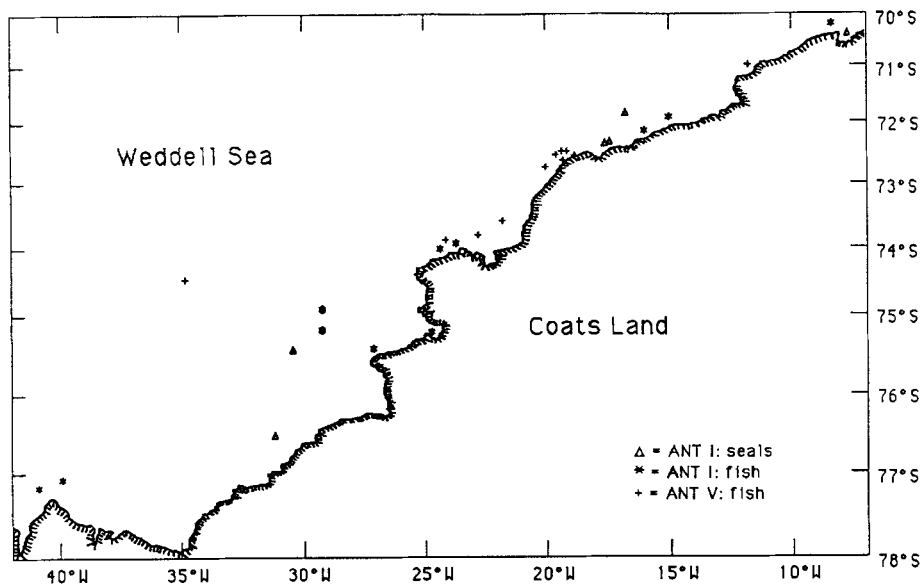 70°S
71°S
72°S
Weddell Sea
73°S
74°S
Coats Land
75°S
76°S
△ = ANT I: seals
* = ANT I: fish
+ = ANT V: fish
77°S
78°S
40°W 35°W 30°W 25°W 20°W 15°W 10°W